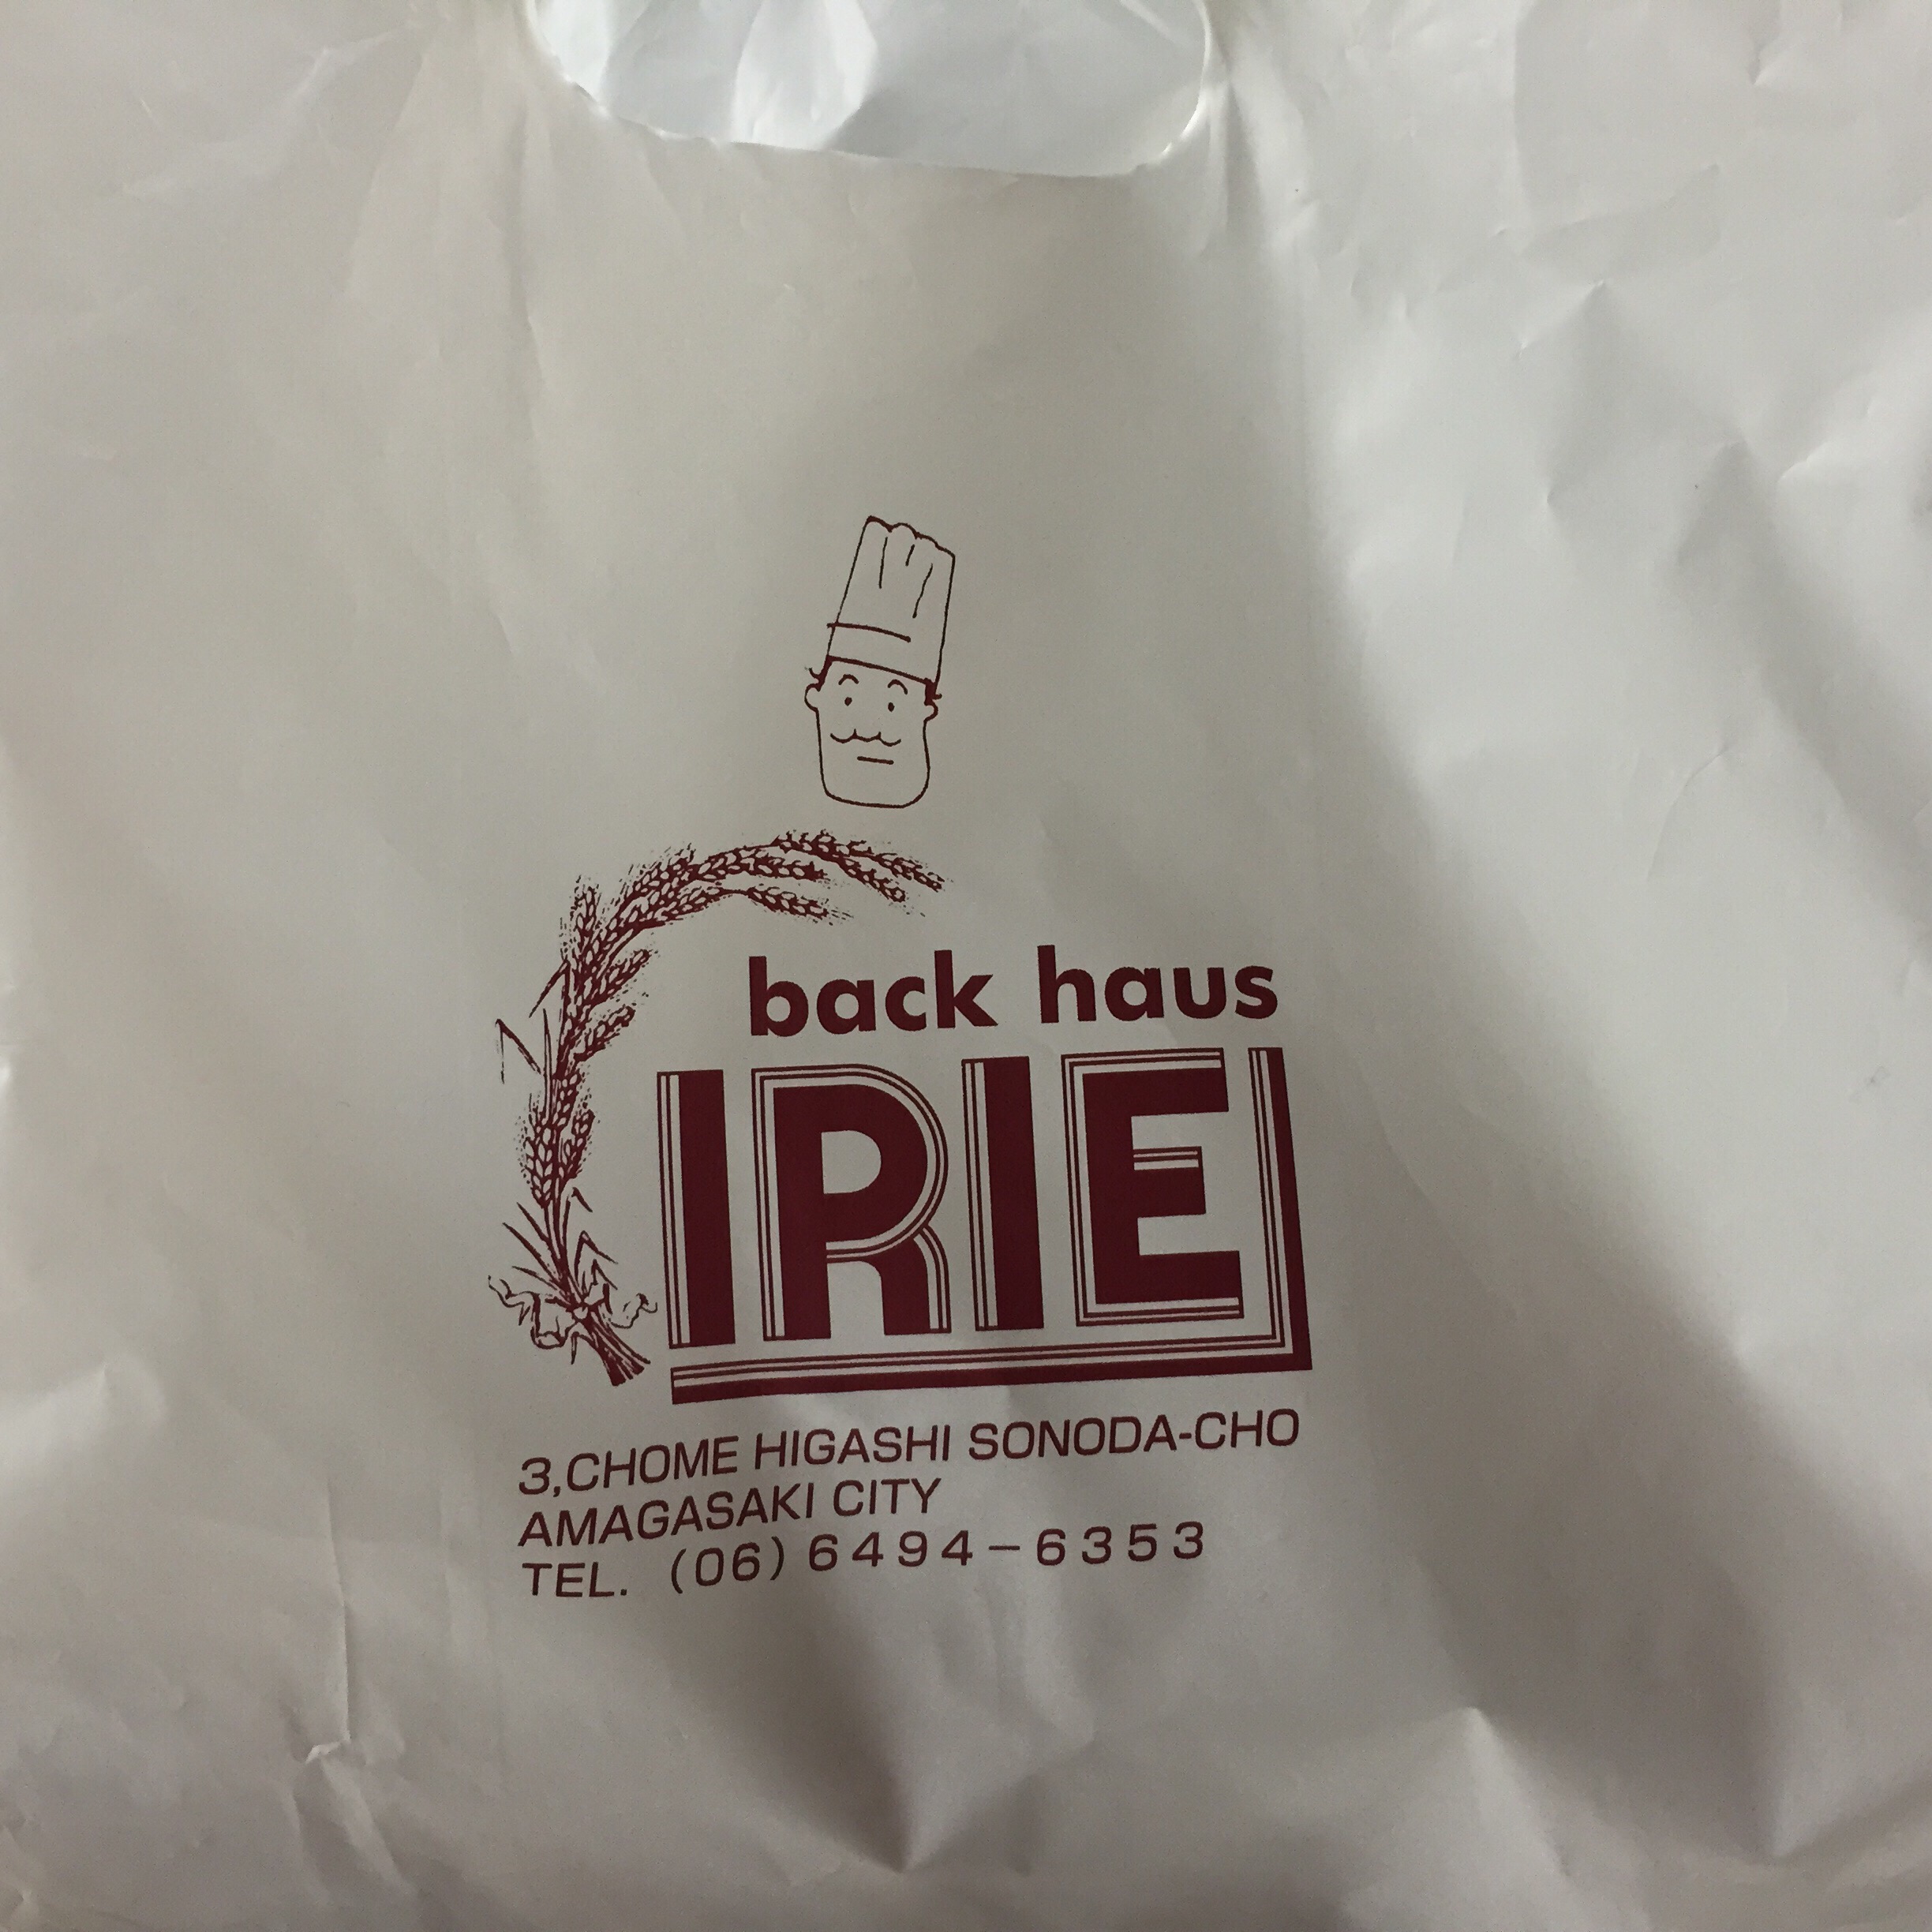 back haus
IRIE
3,CHOME HIGASHI SONODA-CHO
AMAGASAKI CITY
TEL. (06) 6494-6353